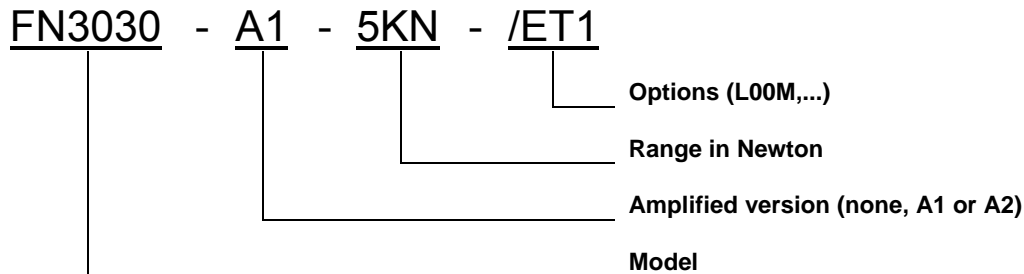 FN3030 - A1 - 5KN - /ET1
Options (L00M,...)
Range in Newton
Amplified version (none, A1 or A2)
Model